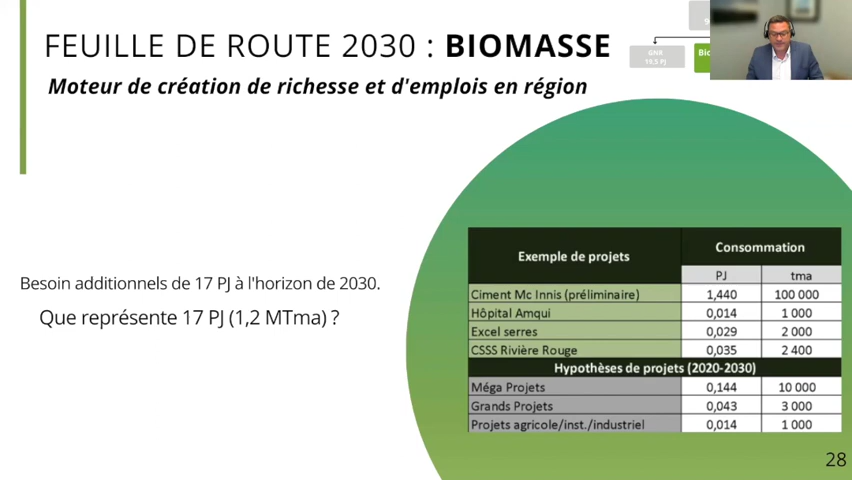 FEUILLE DE ROUTE 2030 : BIOMASSE
Moteur de création de richesse et d'emplois en région
GNR
Besoin additionnels de 17 PJ à l'horizon de 2030.
Que représente 17 PJ (1,2 MTma) ?
Exemple de projets Consommation
PJ tma
Ciment Mc Innis (préliminaire) 1,440 100 000
Hôpital Amqui 0,014 1 000
Excel serres 0,029 2 000
CSSS Rivière Rouge 0,035 2 400
Hypothèses de projets (2020-2030)
Méga Projets 0,144 10 000
Grands Projets 0,043 3 000
Projets agricole/inst./industriel 0,014 1 000
28